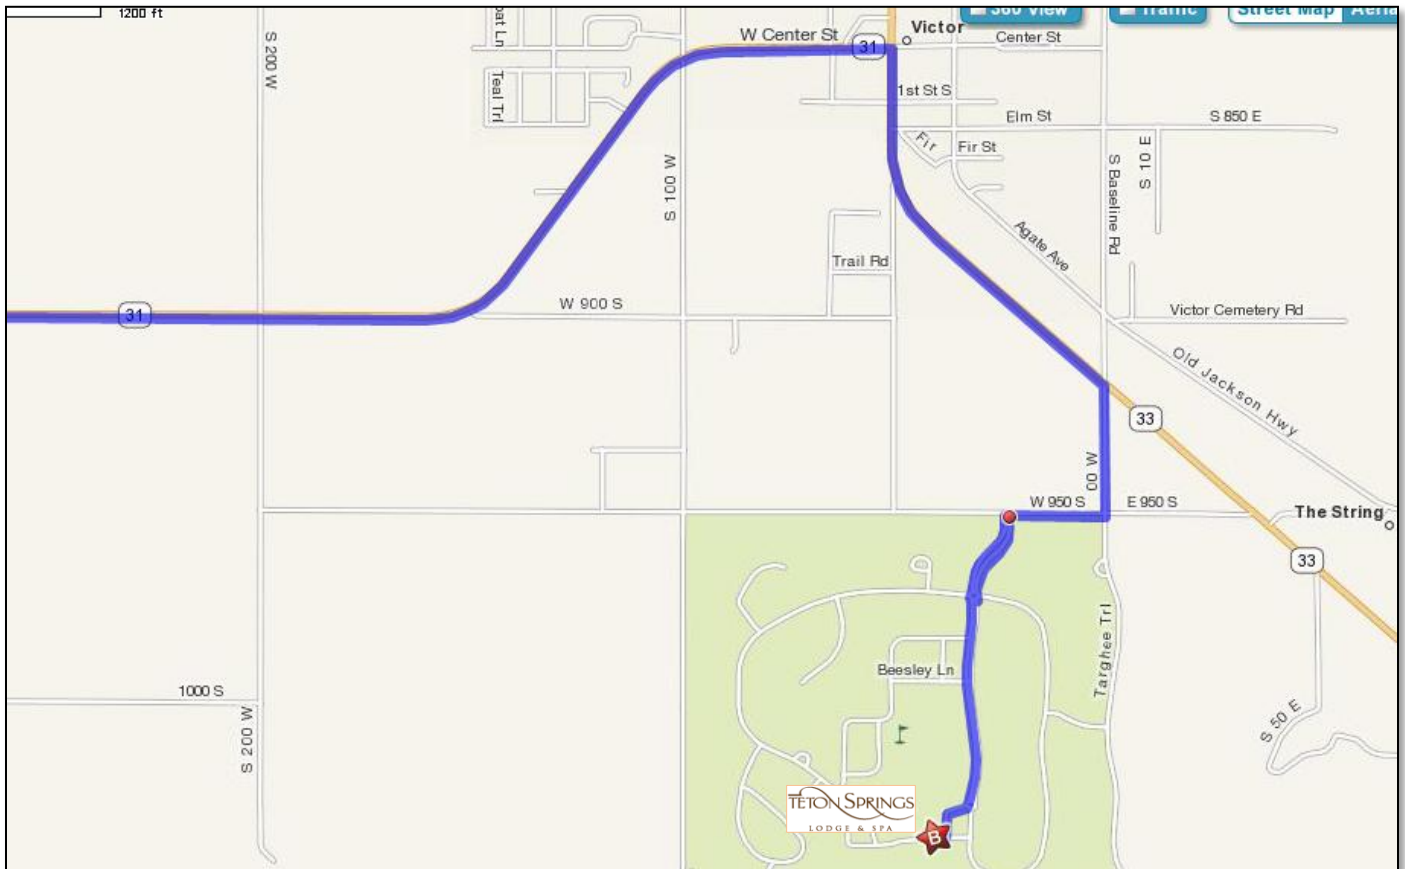 1200 ft
360 View
Traffic
Street Map
Victor
W Center St
31
Center St
S 200 W
Teal Trl
1st St S
Elm St
S 850 E
Fir
Fir St
S 10 E
S 100 W
S Baseline Rd
Agate Ave
Trail Rd
W 900 S
31
Victor Cemetery Rd
Old Jackson Hwy
33
00 W
W 950 S
E 950 S
The String
33
Targhee Trl
Beesley Ln
1000 S
S 200 W
S 50 E
TETON SPRINGS
LODGE & SPA
B